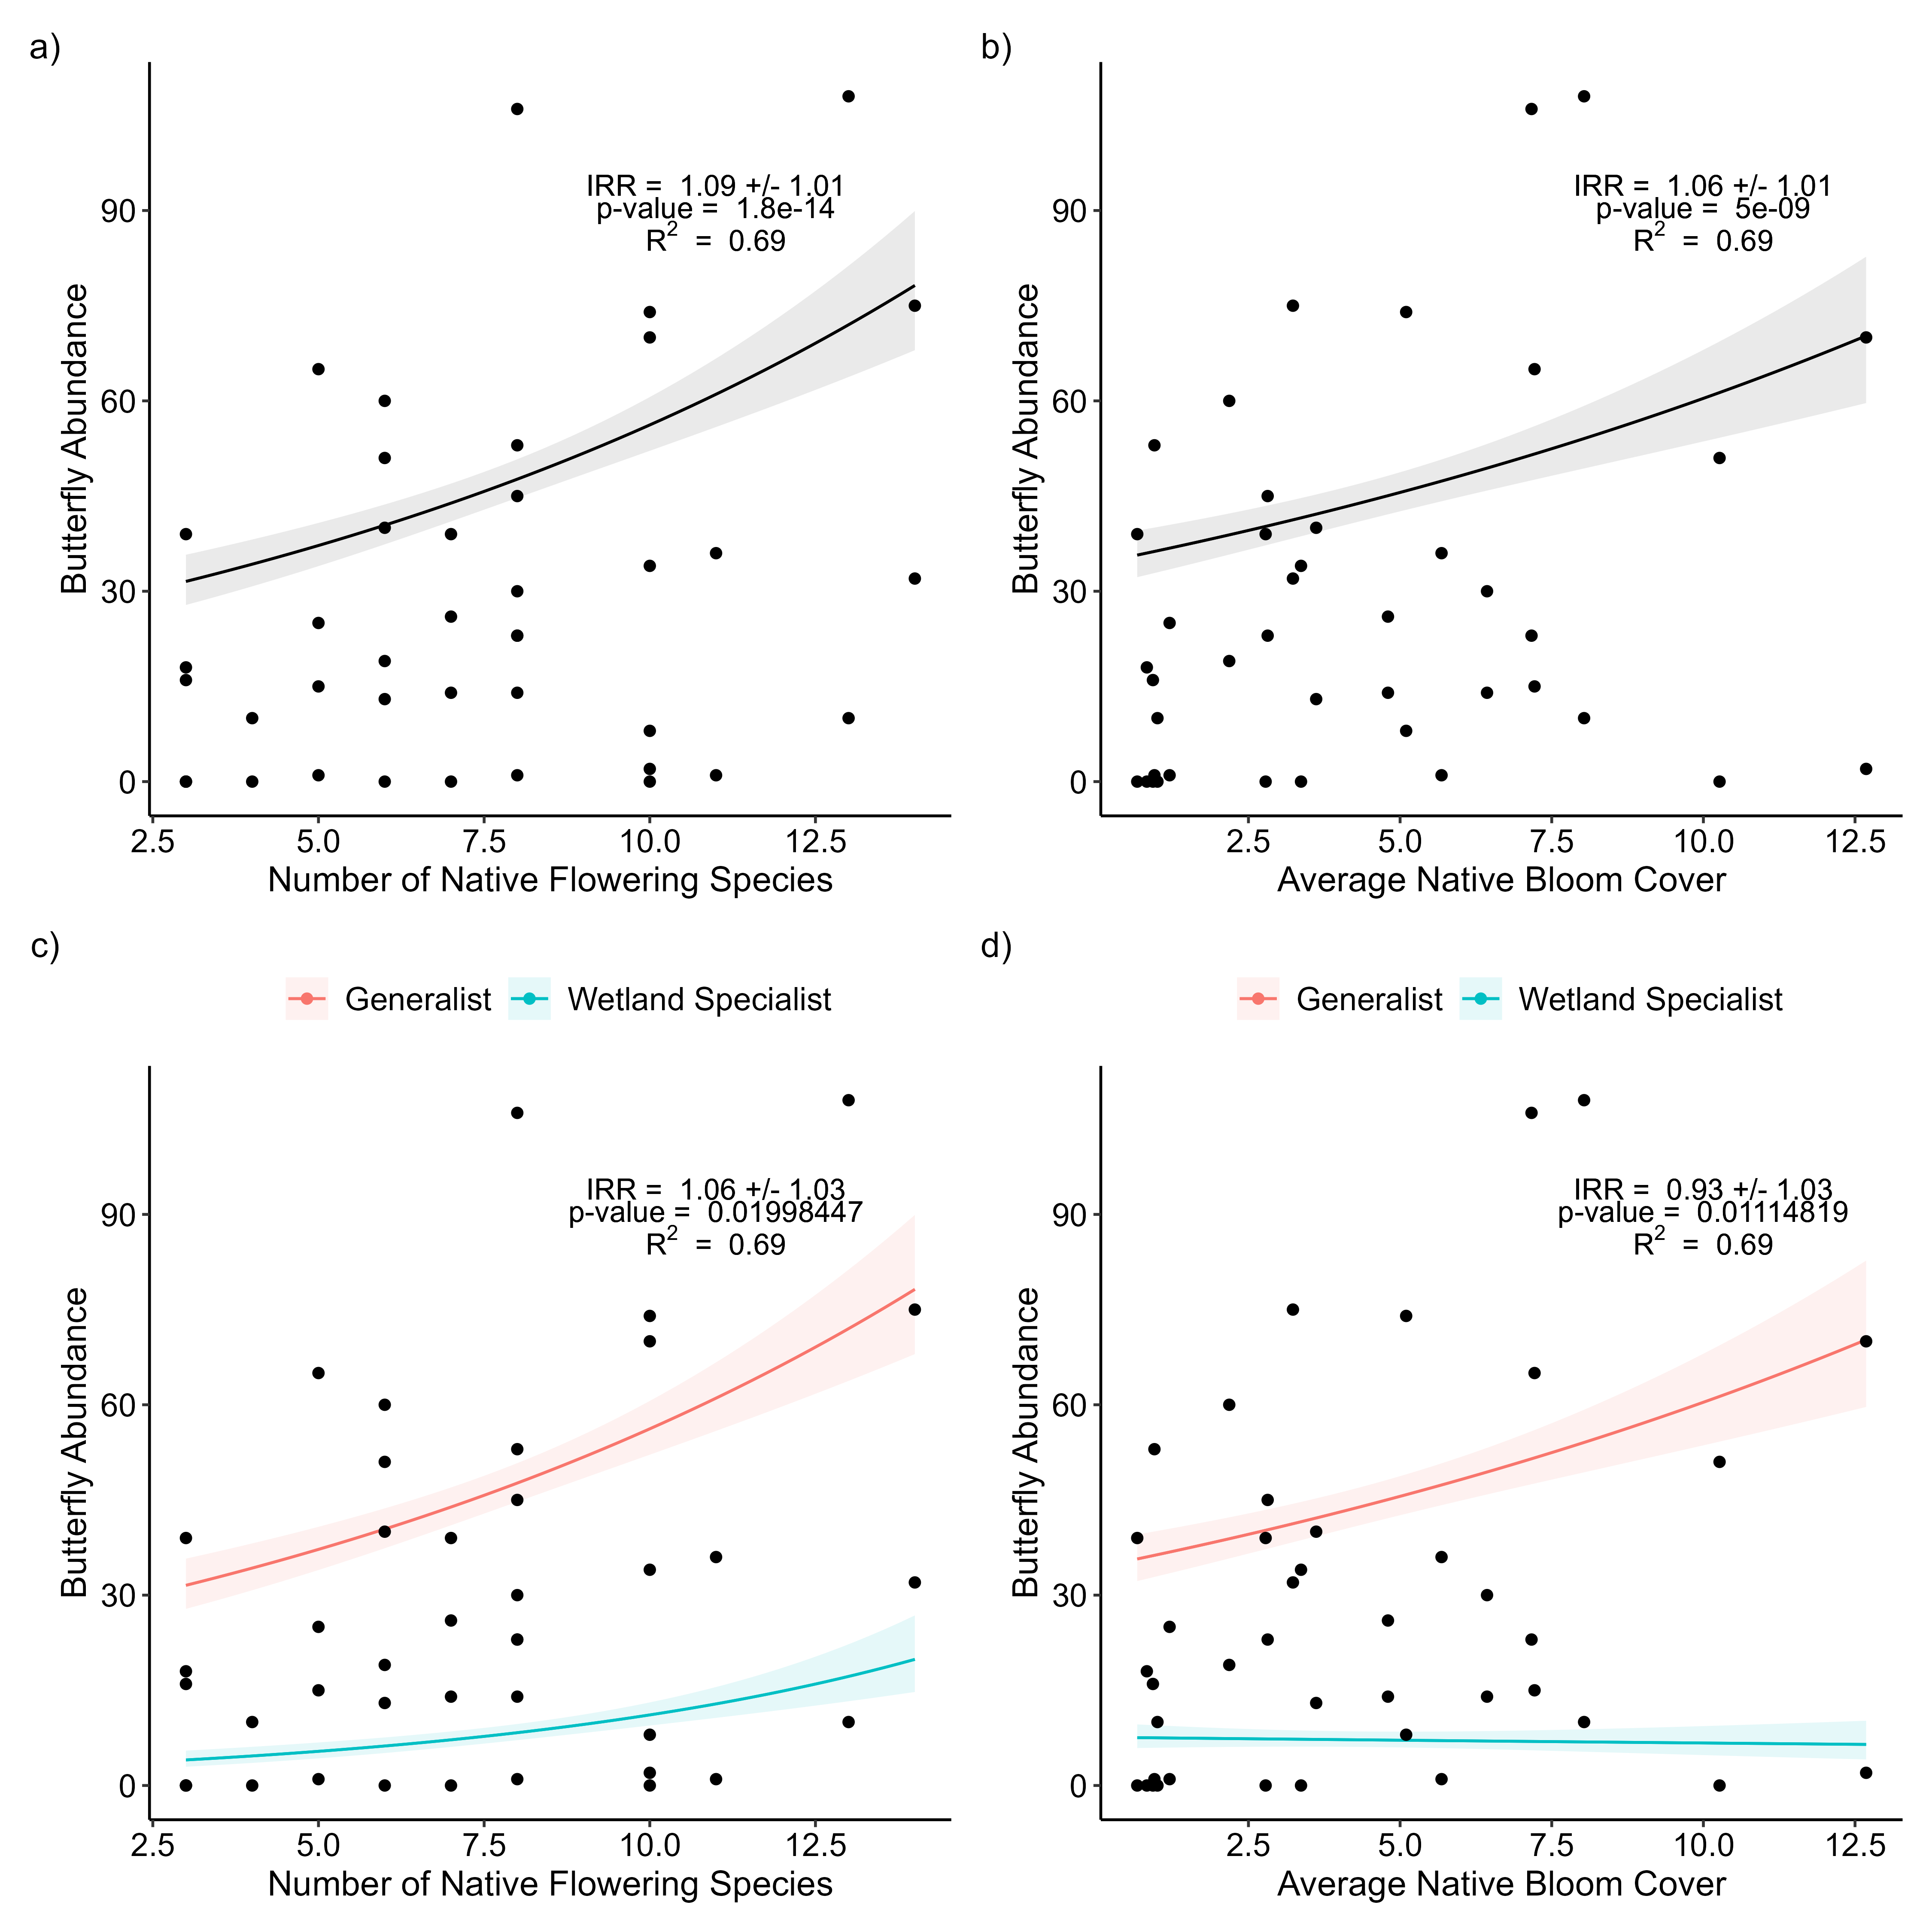 a)
Butterfly Abundance
90
60
30
0
IRR =  1.09 +/- 1.01
p-value =  1.8e-14
R²  =  0.69
2.5 5.0 7.5 10.0 12.5
Number of Native Flowering Species
b)
Butterfly Abundance
90
60
30
0
IRR =  1.06 +/- 1.01
p-value =  5e-09
R²  =  0.69
2.5 5.0 7.5 10.0 12.5
Average Native Bloom Cover
c)
Generalist Wetland Specialist
Butterfly Abundance
90
60
30
0
IRR =  1.06 +/- 1.03
p-value =  0.01998447
R²  =  0.69
2.5 5.0 7.5 10.0 12.5
Number of Native Flowering Species
d)
Generalist Wetland Specialist
Butterfly Abundance
90
60
30
0
IRR =  0.93 +/- 1.03
p-value =  0.01114819
R²  =  0.69
2.5 5.0 7.5 10.0 12.5
Average Native Bloom Cover